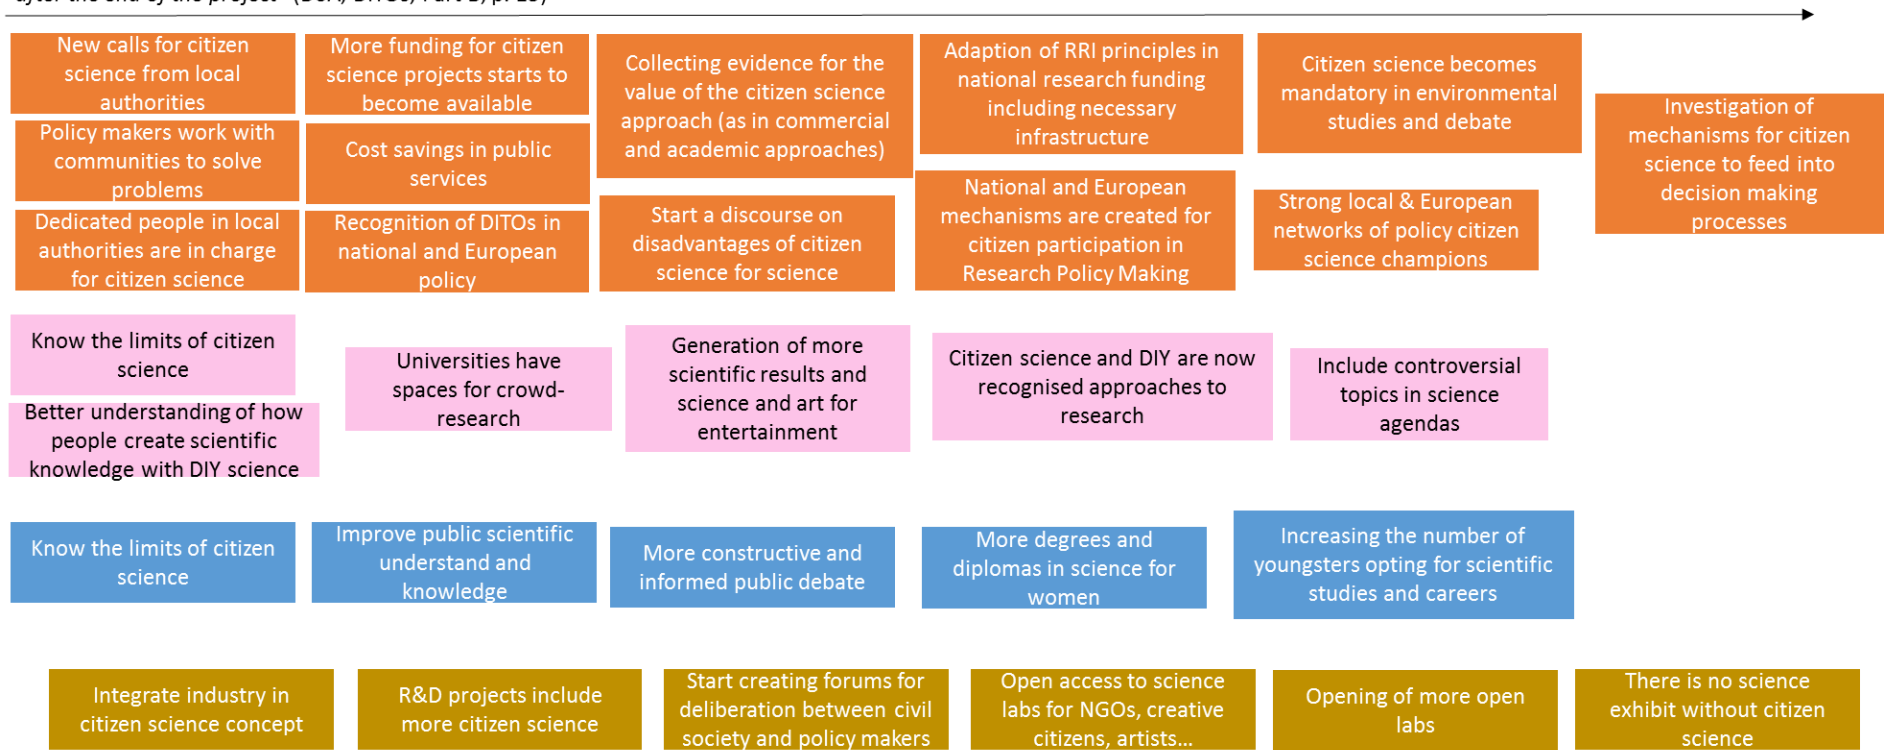 after the end of the project" (DoA, DITOs, Part B, p.
New calls for citizen
science from local
authorities
More funding for citizen
science projects starts to
become available
Collecting evidence for the
value of the citizen science
approach (as in commercial
and academic approaches)
Adaption of RRI principles in
national research funding
including necessary
infrastructure
Citizen science becomes
mandatory in environmental
studies and debate
Investigation of
mechanisms for citizen
science to feed into
decision making
processes
Policy makers work with
communities to solve
problems
Cost savings in public
services
Dedicated people in local
authorities are in charge
for citizen science
Recognition of DITOs in
national and European
policy
Start a discourse on
disadvantages of citizen
science for science
National and European
mechanisms are created for
citizen participation in
Research Policy Making
Strong local & European
networks of policy citizen
science champions
Know the limits of citizen
science
Better understanding of how
people create scientific
knowledge with DIY science
Universities have
spaces for crowd-
research
Generation of more
scientific results and
science and art for
entertainment
Citizen science and DIY are now
recognised approaches to
research
Include controversial
topics in science
agendas
Know the limits of citizen
science
Improve public scientific
understand and
knowledge
More constructive and
informed public debate
More degrees and
diplomas in science for
women
Increasing the number of
youngsters opting for scientific
studies and careers
Integrate industry in
citizen science concept
R&D projects include
more citizen science
Start creating forums for
deliberation between civil
society and policy makers
Open access to science
labs for NGOs, creative
citizens, artists…
Opening of more open
labs
There is no science
exhibit without citizen
science